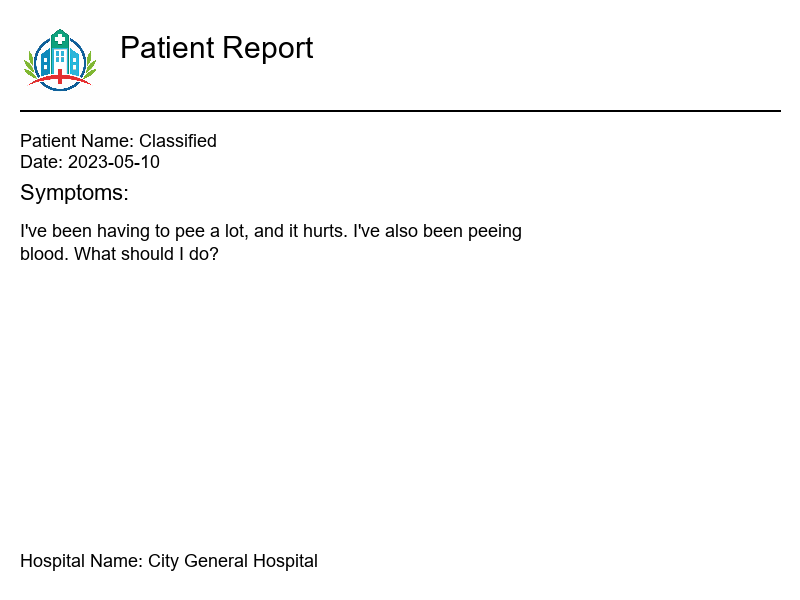 Patient Report
Patient Name: Classified
Date: 2023-05-10
Symptoms:
I've been having to pee a lot, and it hurts. I've also been peeing
blood. What should I do?
Hospital Name: City General Hospital